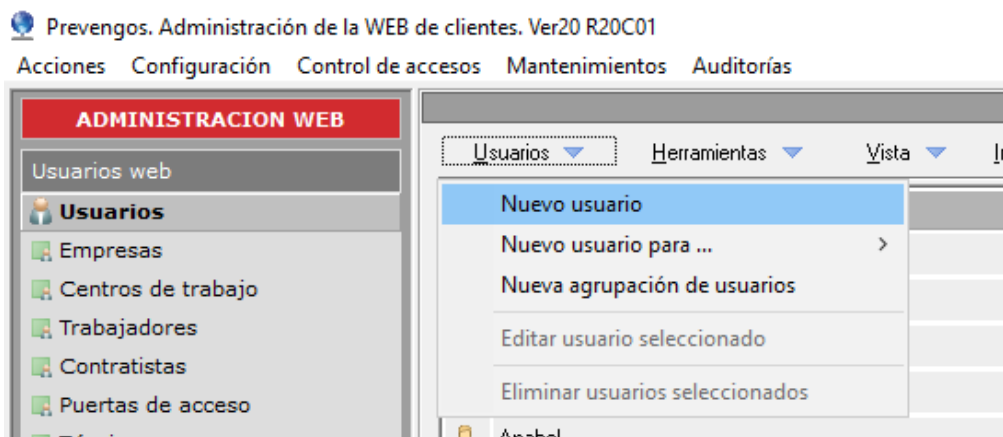 Prevengos. Administración de la WEB de clientes. Ver20 R20C01
Acciones Configuración Control de accesos Mantenimientos Auditorías
ADMINISTRACION WEB
Usuarios Herramientas Vista
Usuarios web
Usuarios
Nuevo usuario
Empresas
Nuevo usuario para ... >
Centros de trabajo
Nueva agrupación de usuarios
Trabajadores
Editar usuario seleccionado
Contratistas
Eliminar usuarios seleccionados
Puertas de acceso